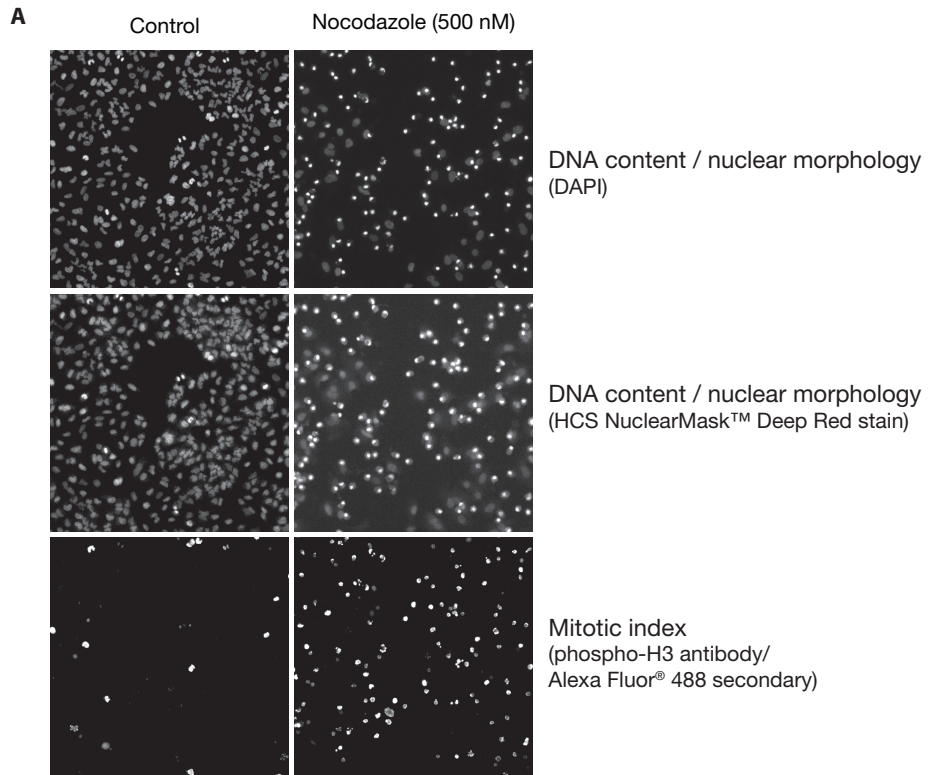 A
Control
Nocodazole (500 nM)
DNA content / nuclear morphology
(DAPI)
DNA content / nuclear morphology
(HCS NuclearMask™ Deep Red stain)
Mitotic index
(phospho-H3 antibody/
Alexa Fluor® 488 secondary)